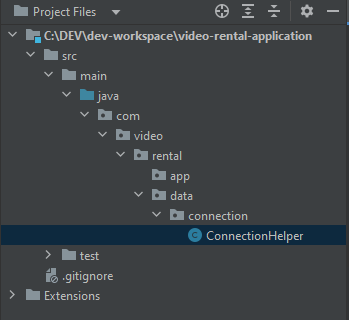 Project Files
C:\DEV\dev-workspace\video-rental-application
src
main
java
com
video
rental
app
data
connection
ConnectionHelper
test
.gitignore
Extensions